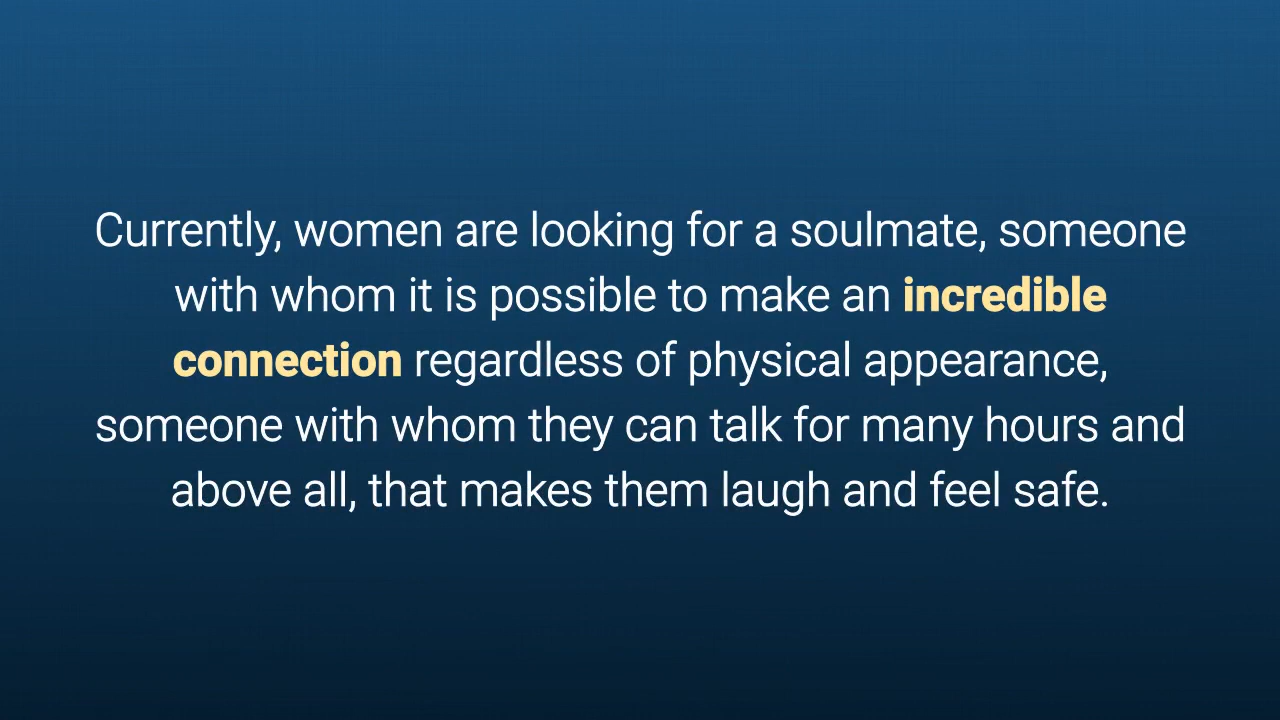 Currently, women are looking for a soulmate, someone
with whom it is possible to make an incredible
connection regardless of physical appearance,
someone with whom they can talk for many hours and
above all, that makes them laugh and feel safe.